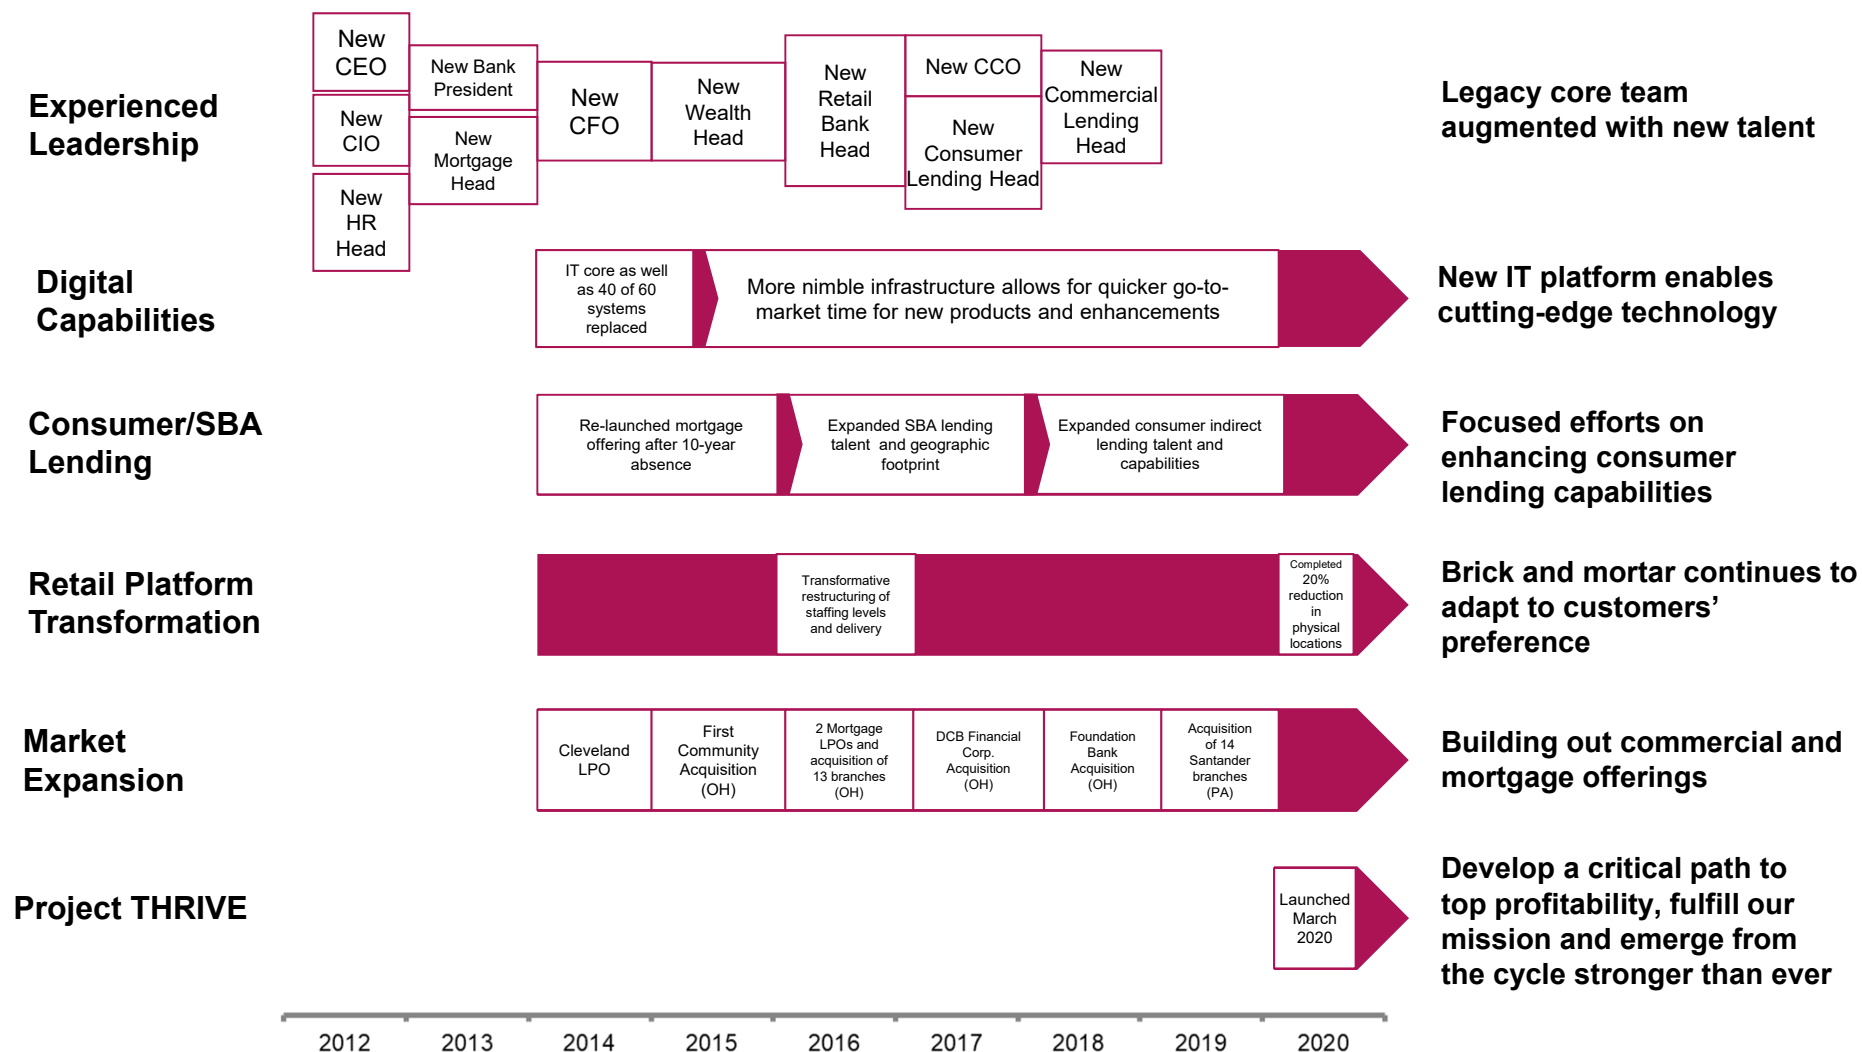 Experienced
Leadership
New
CEO
New
CIO
New
HR
Head
New Bank
President
New
Mortgage
Head
New
CFO
New
Wealth
Head
New
Retail
Bank
Head
New CCO
New
Consumer
Lending Head
New
Commercial
Lending
Head
Legacy core team
augmented with new talent
Digital
Capabilities
IT core as well
as 40 of 60
systems
replaced
More nimble infrastructure allows for quicker go-to-
market time for new products and enhancements
New IT platform enables
cutting-edge technology
Consumer/SBA
Lending
Re-launched mortgage
offering after 10-year
absence
Expanded SBA lending
talent and geographic
footprint
Expanded consumer indirect
lending talent and
capabilities
Focused efforts on
enhancing consumer
lending capabilities
Retail Platform
Transformation
Transformative
restructuring of
staffing levels
and delivery
Completed
20%
reduction
in
physical
locations
Brick and mortar continues to
adapt to customers’
preference
Market
Expansion
Cleveland
LPO
First
Community
Acquisition
(OH)
2 Mortgage
LPOs and
acquisition of
13 branches
(OH)
DCB Financial
Corp.
Acquisition
(OH)
Foundation
Bank
Acquisition
(OH)
Acquisition
of 14
Santander
branches
(PA)
Building out commercial and
mortgage offerings
Project THRIVE
Launched
March
2020
Develop a critical path to
top profitability, fulfill our
mission and emerge from
the cycle stronger than ever
2012 2013 2014 2015 2016 2017 2018 2019 2020